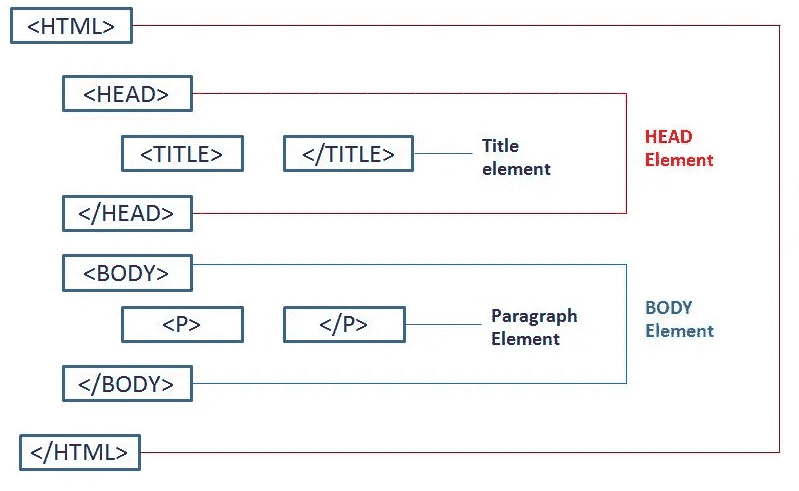 <HTML>
<HEAD>
<TITLE> </TITLE> Title
element
HEAD
Element
</HEAD>
<BODY>
<P> </P> Paragraph
Element
BODY
Element
</BODY>
</HTML>